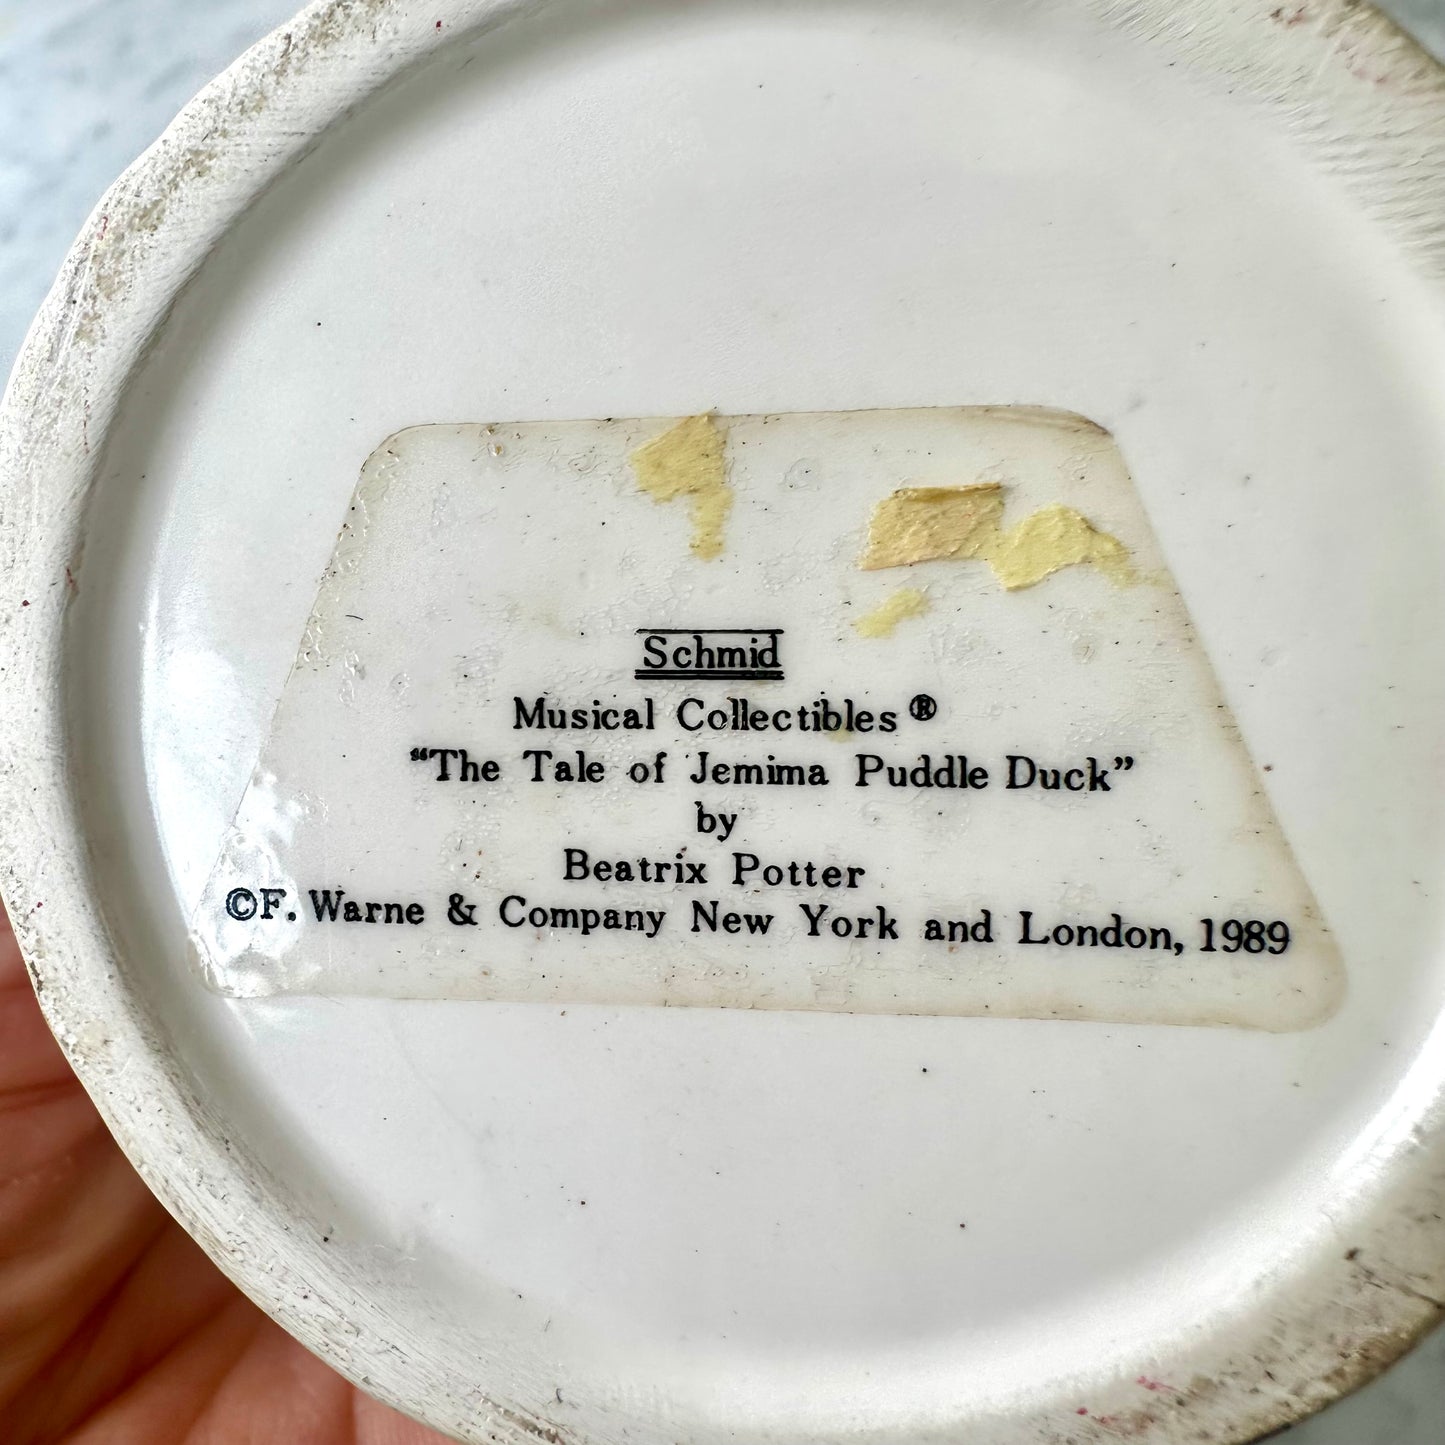 Schmid
Musical Collectibles®
“The Tale of Jemima Puddle Duck”
by
Beatrix Potter
©F. Warne & Company New York and London, 1989